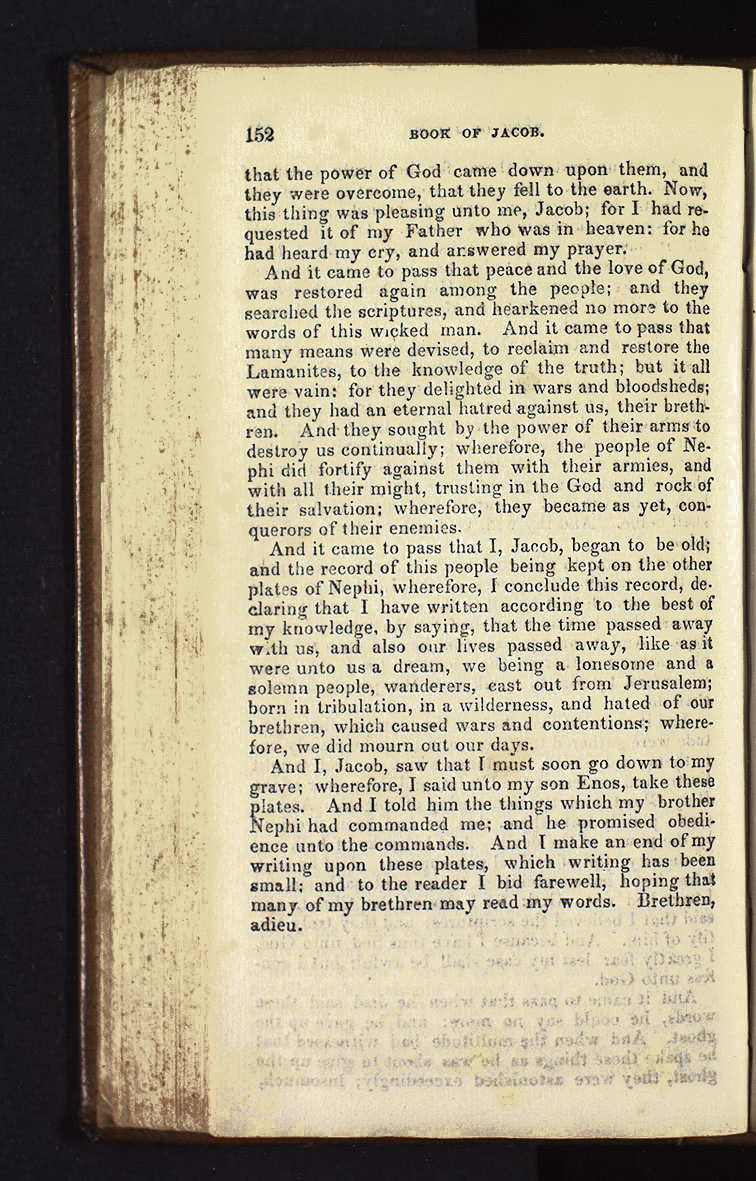 152 BOOK OF JACOB.
that the power of God came down upon them, and
they were overcome, that they fell to the earth. Now,
this thing was pleasing unto me, Jacob; for I had re-
quested it of my Father who was in heaven: for he
had heard my cry, and answered my prayer.
And it came to pass that peace and the love of God,
was restored again among the people; and they
searched the scriptures, and hearkened no more to the
words of this wicked man. And it came to pass that
many means were devised, to reclaim and restore the
Lamanites, to the knowledge of the truth; but it all
were vain: for they delighted in wars and bloodsheds;
and they had an eternal hatred against us, their breth-
ren. And they sought by the power of their arms to
destroy us continually; wherefore, the people of Ne-
phi did fortify against them with their armies, and
with all their might, trusting in the God and rock of
their salvation; wherefore, they became as yet, con-
querors of their enemies.
And it came to pass that I, Jacob, began to be old;
and the record of this people being kept on the other
plates of Nephi, wherefore, I conclude this record, de-
claring that I have written according to the best of
my knowledge, by saying, that the time passed away
with us, and also our lives passed away, like as it
were unto us a dream, we being a lonesome and a
solemn people, wanderers, cast out from Jerusalem;
born in tribulation, in a wilderness, and hated of our
brethren, which caused wars and contentions; where-
fore, we did mourn out our days.
And I, Jacob, saw that I must soon go down to my
grave; wherefore, I said unto my son Enos, take these
plates. And I told him the things which my brother
Nephi had commanded me; and he promised obedi-
ence unto the commands. And I make an end of my
writing upon these plates, which writing has been
small; and to the reader I bid farewell, hoping that
many of my brethren may read my words. Brethren,
adieu.